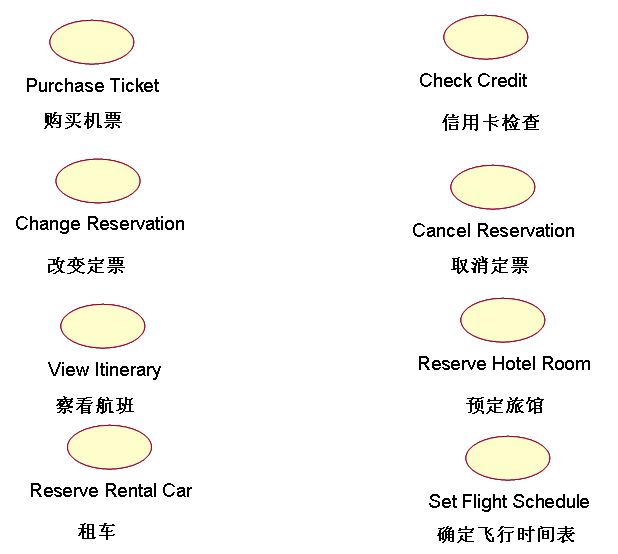 Purchase Ticket
购买机票
Check Credit
信用卡检查
Change Reservation
改变定票
Cancel Reservation
取消定票
View Itinerary
察看航班
Reserve Hotel Room
预定旅馆
Reserve Rental Car
租车
Set Flight Schedule
确定飞行时间表